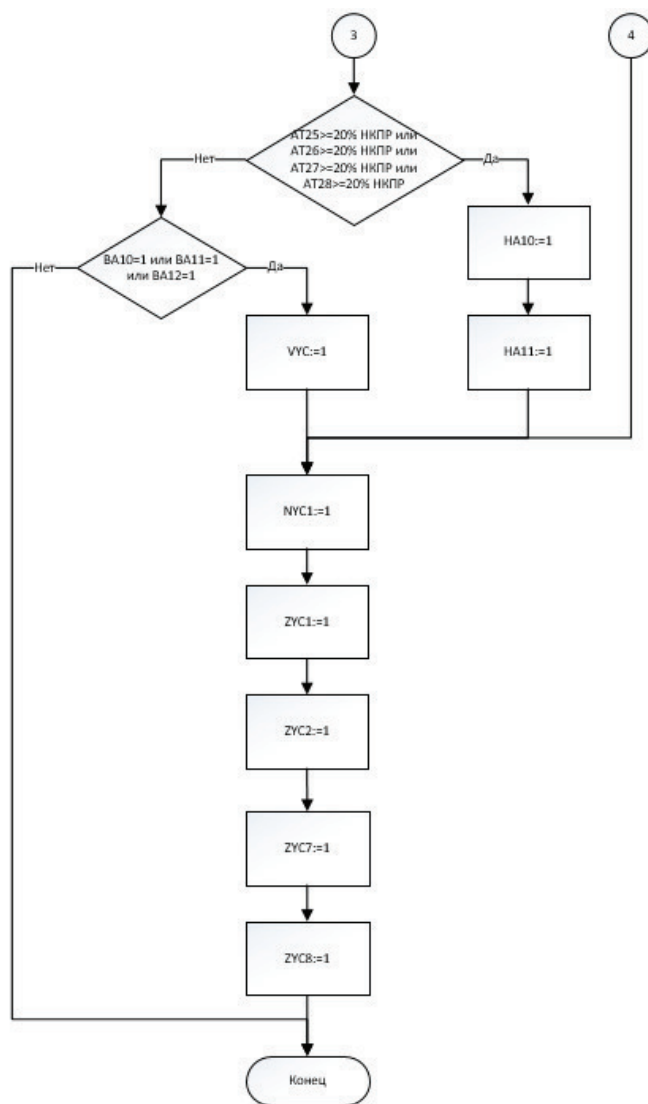 3
4
AT25>=20% НКПР или
AT26>=20% НКПР или
AT27>=20% НКПР или
AT28>=20% НКПР
Нет
Да
HA10:=1
BA10=1 или BA11=1
или BA12=1
Нет
Да
VYC:=1
HA11:=1
NYC1:=1
ZYC1:=1
ZYC2:=1
ZYC7:=1
ZYC8:=1
Конец